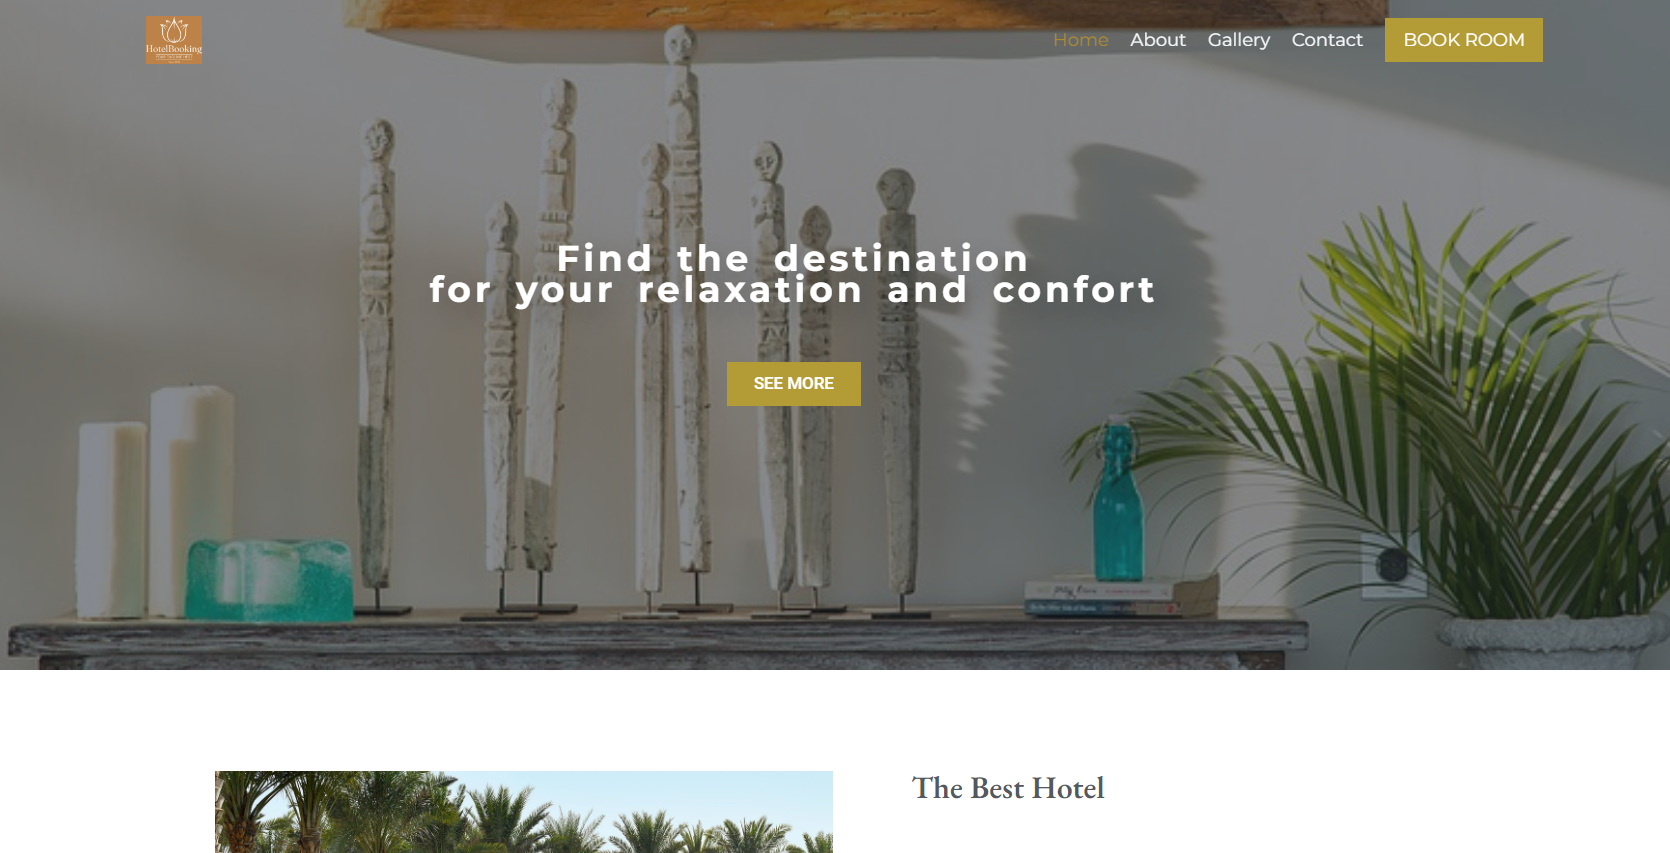 HotelBooking
Home
About
Gallery
Contact
BOOK ROOM
Find the destination
for your relaxation and confort
SEE MORE
The Best Hotel